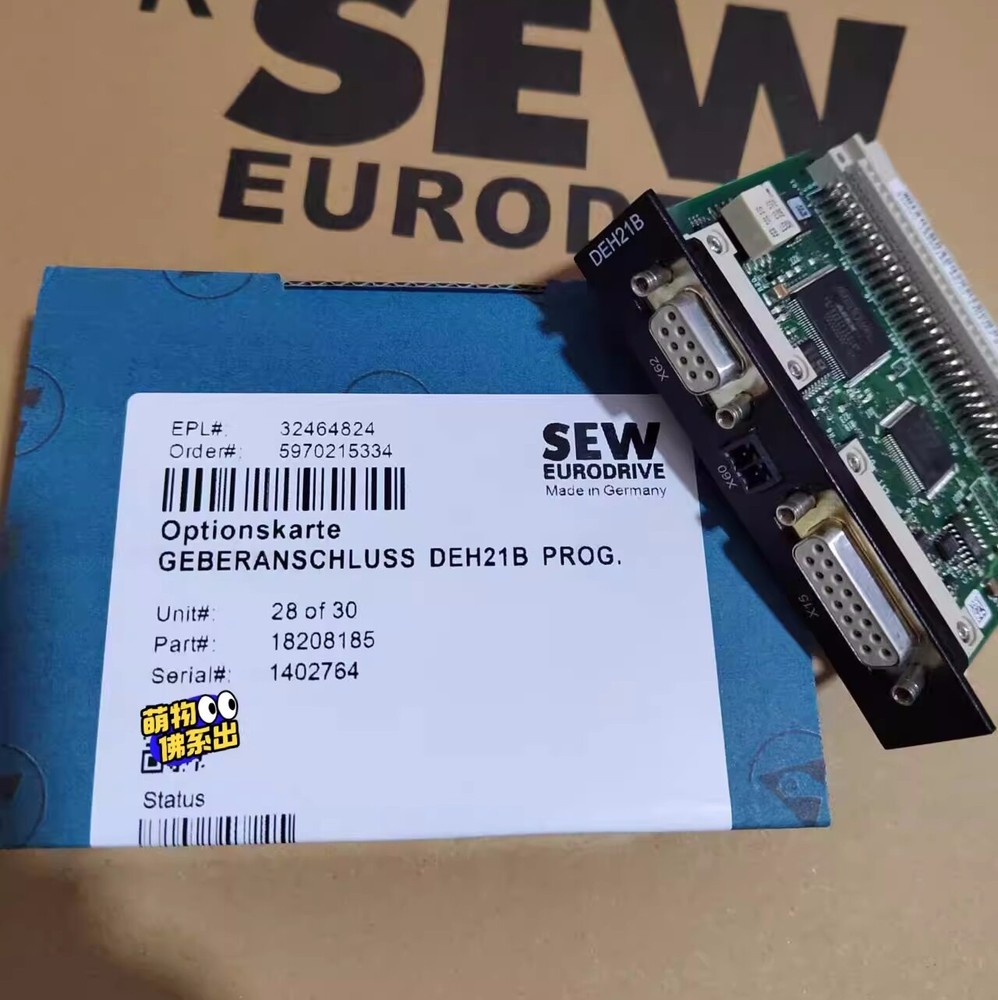 SEW
EURODRI
DEH21B
X62
X60
X15
EPL#: 32464824
Order#: 5970215334
SEW
EURODRIVE
Made in Germany
Optionskarte
GEBERANSCHLUSS DEH21B PROG.
Unit#: 28 of 30
Part#: 18208185
Serial#: 1402764
萌物
佛系出
Status